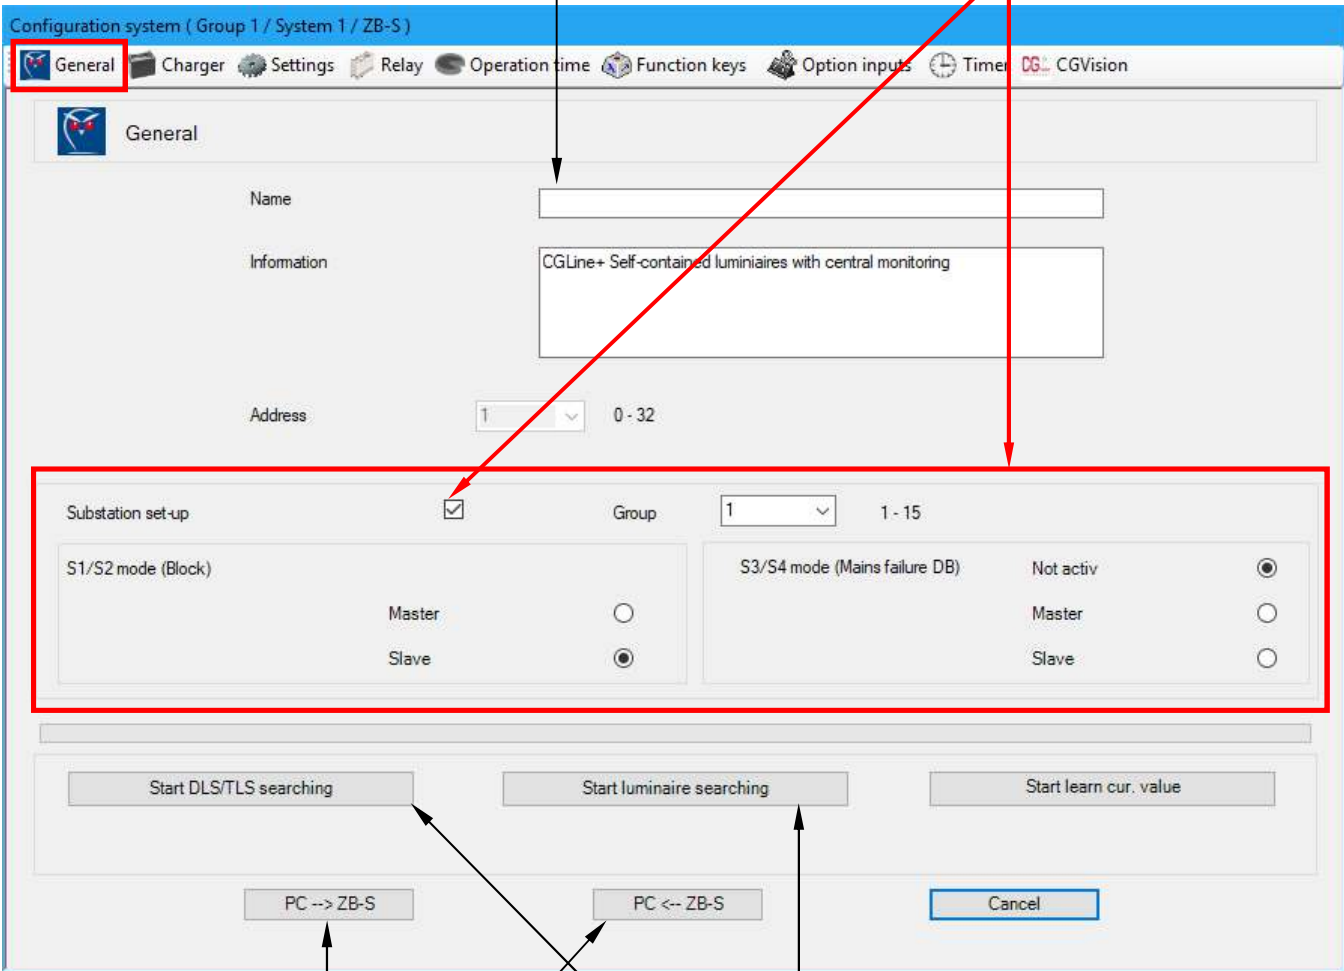 Configuration system ( Group 1 / System 1 / ZB-S )
General Charger Settings Relay Operation time Function keys Option inputs Timer CG CGVision
General
Name
Information CGLine+ Self-contained luminiaires with central monitoring
Address 1 0 - 32
Substation set-up Group 1 1 - 15
S1/S2 mode (Block) S3/S4 mode (Mains failure DB) Not activ
Master Master
Slave Slave
Start DLS/TLS searching Start luminaire searching Start learn cur. value
PC --> ZB-S PC <-- ZB-S Cancel